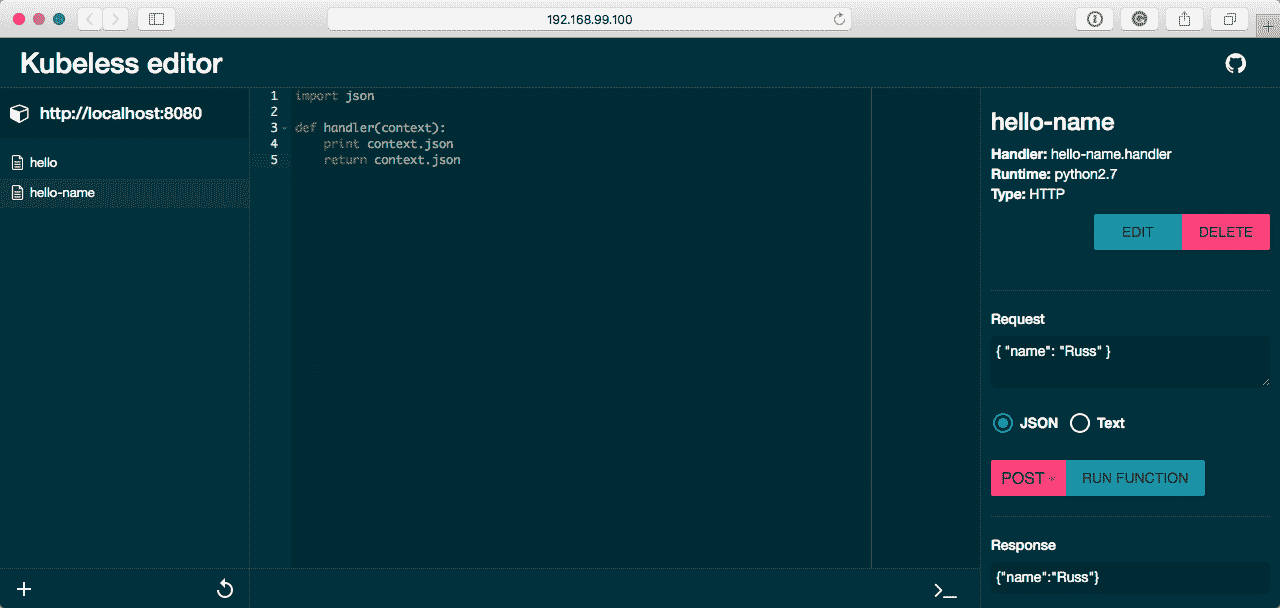 192.168.99.100
Kubeless editor
http://localhost:8080
hello
hello-name
1 import json
2
3 def handler(context):
4     print context.json
5     return context.json
hello-name
Handler: hello-name.handler
Runtime: python2.7
Type: HTTP
EDIT DELETE
Request
{ "name": "Russ" }
JSON Text
POST RUN FUNCTION
Response
{"name":"Russ"}